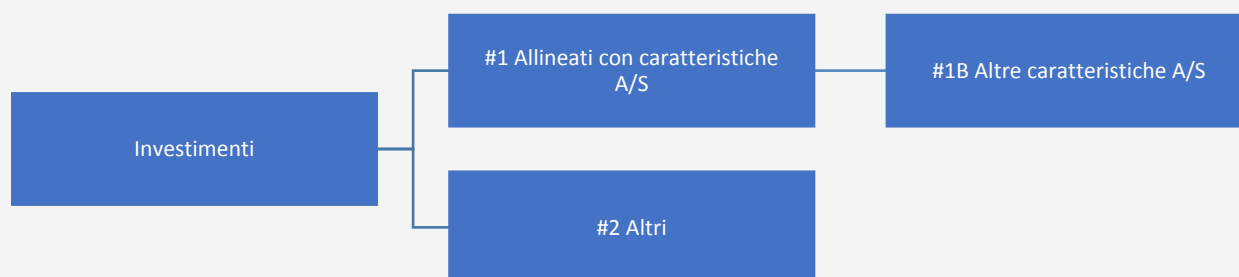 #1 Allineati con caratteristiche
A/S
#1B Altre caratteristiche A/S
Investimenti
#2 Altri